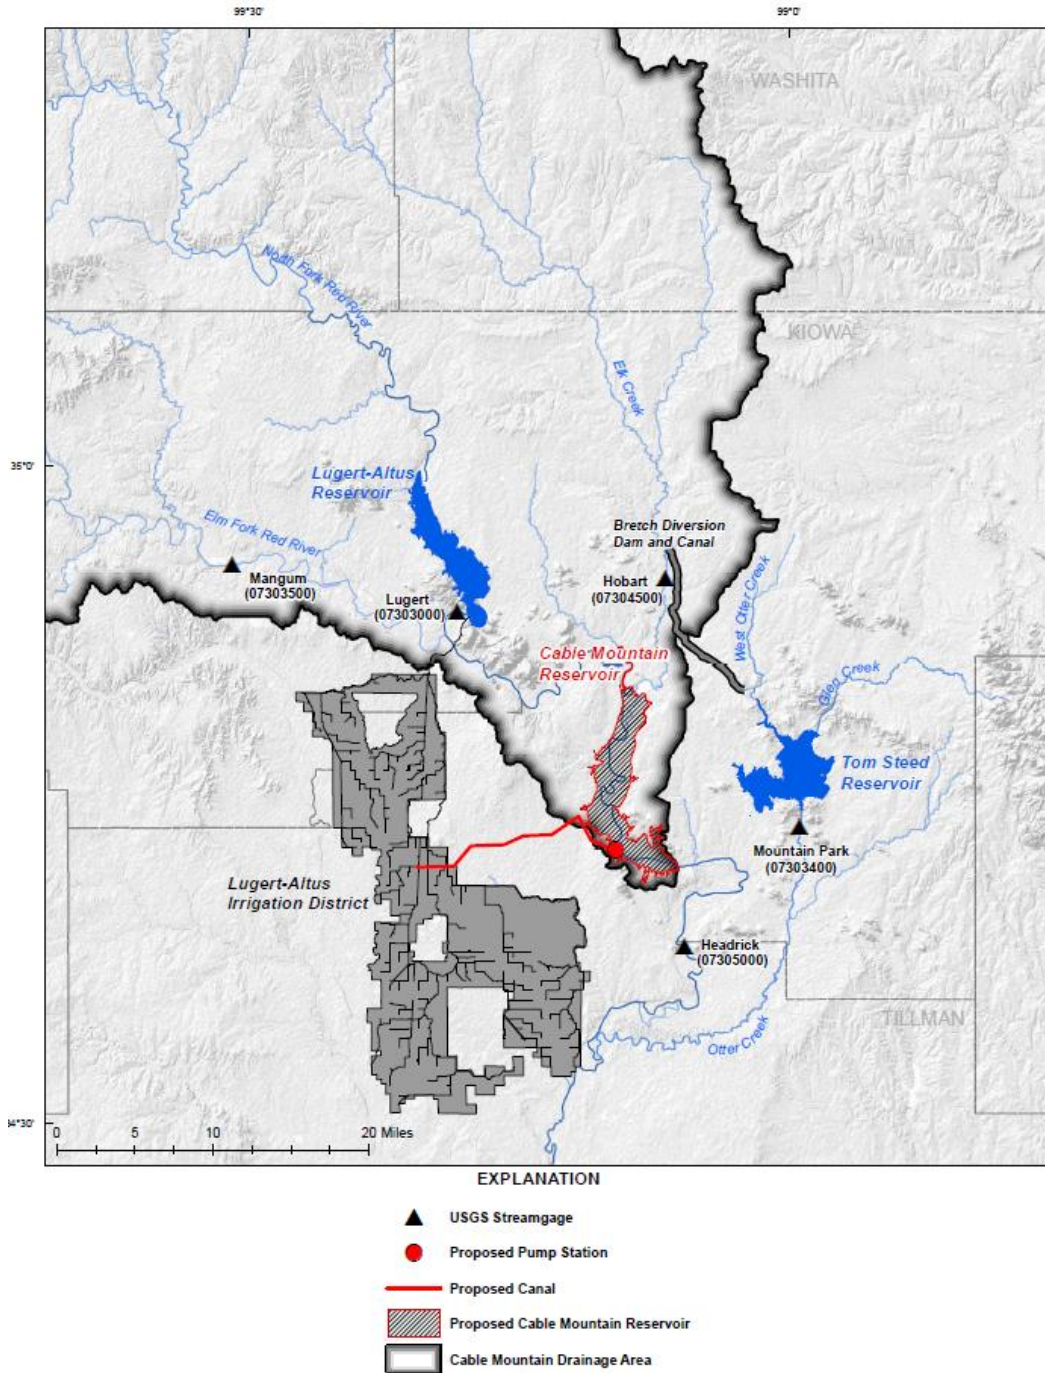 99°30'
99°0'
WASHITA
North Fork Red River
KIOWA
Elk Creek
35°0'
Lugert-Altus
Reservoir
Elm Fork Red River
Bretch Diversion
Dam and Canal
Mangum
(07303500)
Hobart
(07304500)
Lugert
(07303000)
West Otter Creek
Cable Mountain
Reservoir
Glen Creek
Tom Steed
Reservoir
Mountain Park
(07303400)
Lugert-Altus
Irrigation District
Headrick
(07305000)
TILLMAN
Otter Creek
4°30'
0 5 10 20 Miles
EXPLANATION
USGS Streamgage
Proposed Pump Station
Proposed Canal
Proposed Cable Mountain Reservoir
Cable Mountain Drainage Area